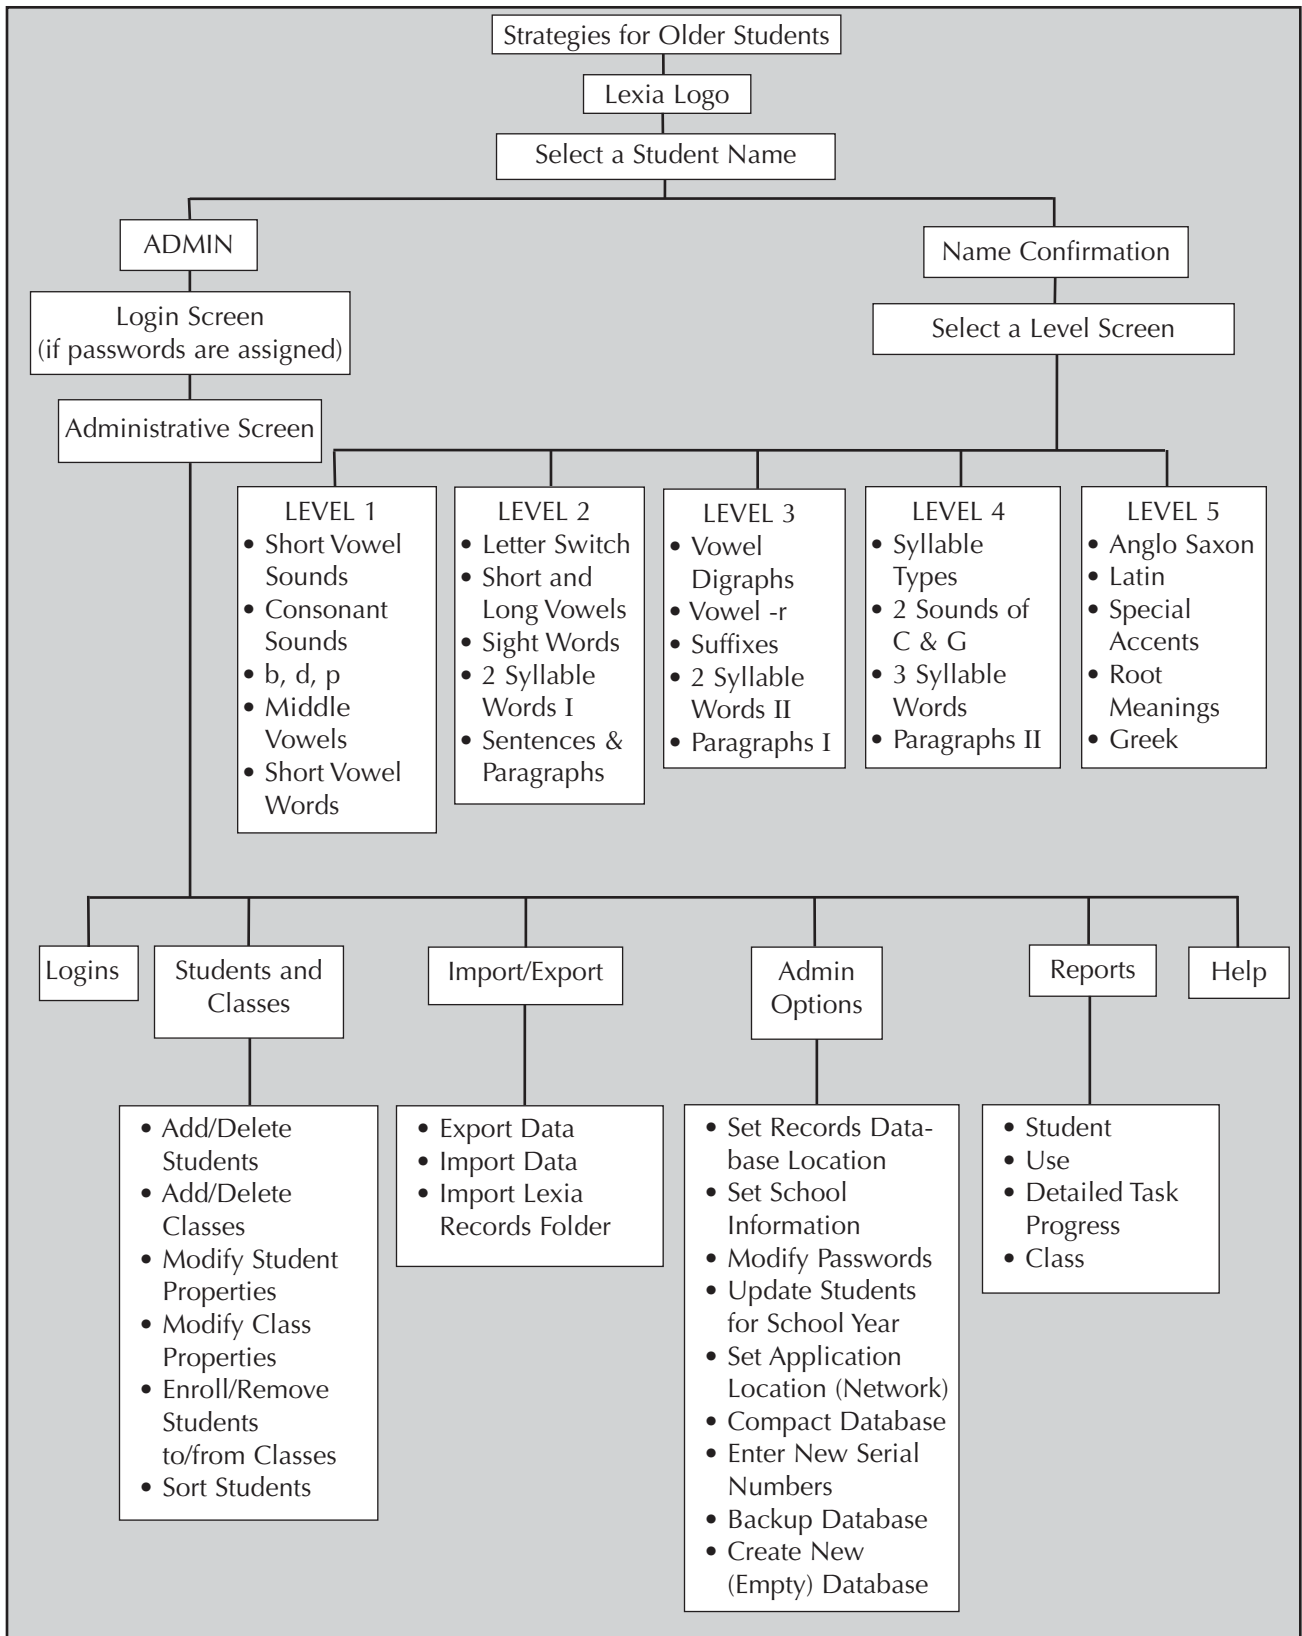 Strategies for Older Students
Lexia Logo
Select a Student Name
ADMIN
Login Screen
(if passwords are assigned)
Administrative Screen
Name Confirmation
Select a Level Screen
LEVEL 1
• Short Vowel
Sounds
• Consonant
Sounds
• b, d, p
• Middle
Vowels
• Short Vowel
Words
LEVEL 2
• Letter Switch
• Short and
Long Vowels
• Sight Words
• 2 Syllable
Words I
• Sentences &
Paragraphs
LEVEL 3
• Vowel
Digraphs
• Vowel -r
• Suffixes
• 2 Syllable
Words II
• Paragraphs I
LEVEL 4
• Syllable
Types
• 2 Sounds of
C & G
• 3 Syllable
Words
• Paragraphs II
LEVEL 5
• Anglo Saxon
• Latin
• Special
Accents
• Root
Meanings
• Greek
Logins
Students and
Classes
Import/Export
Admin
Options
Reports
Help
• Add/Delete
Students
• Add/Delete
Classes
• Modify Student
Properties
• Modify Class
Properties
• Enroll/Remove
Students
to/from Classes
• Sort Students
• Export Data
• Import Data
• Import Lexia
Records Folder
• Set Records Data-
base Location
• Set School
Information
• Modify Passwords
• Update Students
for School Year
• Set Application
Location (Network)
• Compact Database
• Enter New Serial
Numbers
• Backup Database
• Create New
(Empty) Database
• Student
• Use
• Detailed Task
Progress
• Class